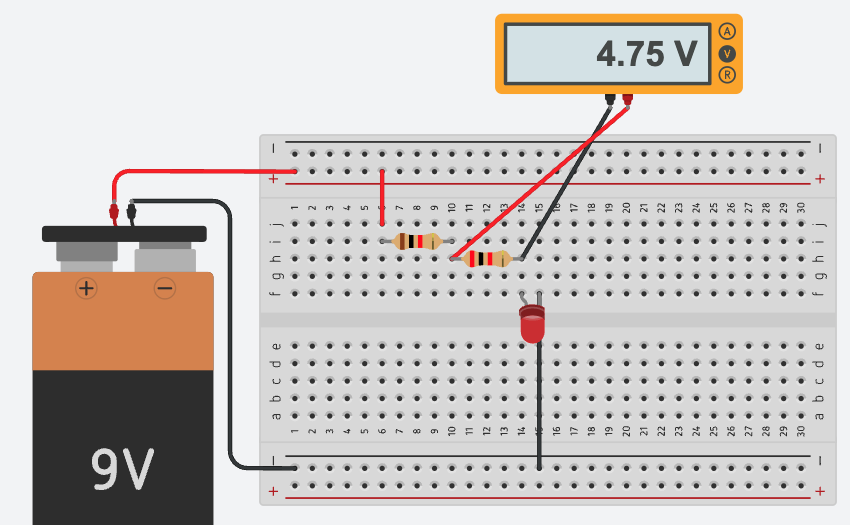 4.75 V
A
V
R
− −
+ +
1 2 3 4 5 6 7 8 9 10 11 12 13 14 15 16 17 18 19 20 21 22 23 24 25 26 27 28 29 30
j j
i i
h h
g g
f f
+ −
e e
d d
c c
b b
a a
1 2 3 4 5 6 7 8 9 10 11 12 13 14 15 16 17 18 19 20 21 22 23 24 25 26 27 28 29 30
9V
− −
+ +